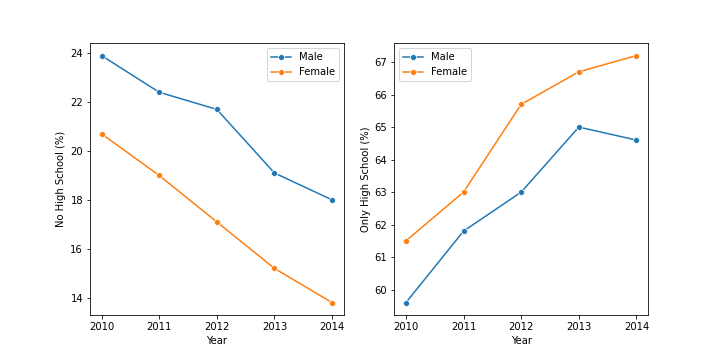 No High School (%)
24
22
20
18
16
14
Male
Female
2010 2011 2012 2013 2014
Year
Only High School (%)
67
66
65
64
63
62
61
60
Male
Female
2010 2011 2012 2013 2014
Year